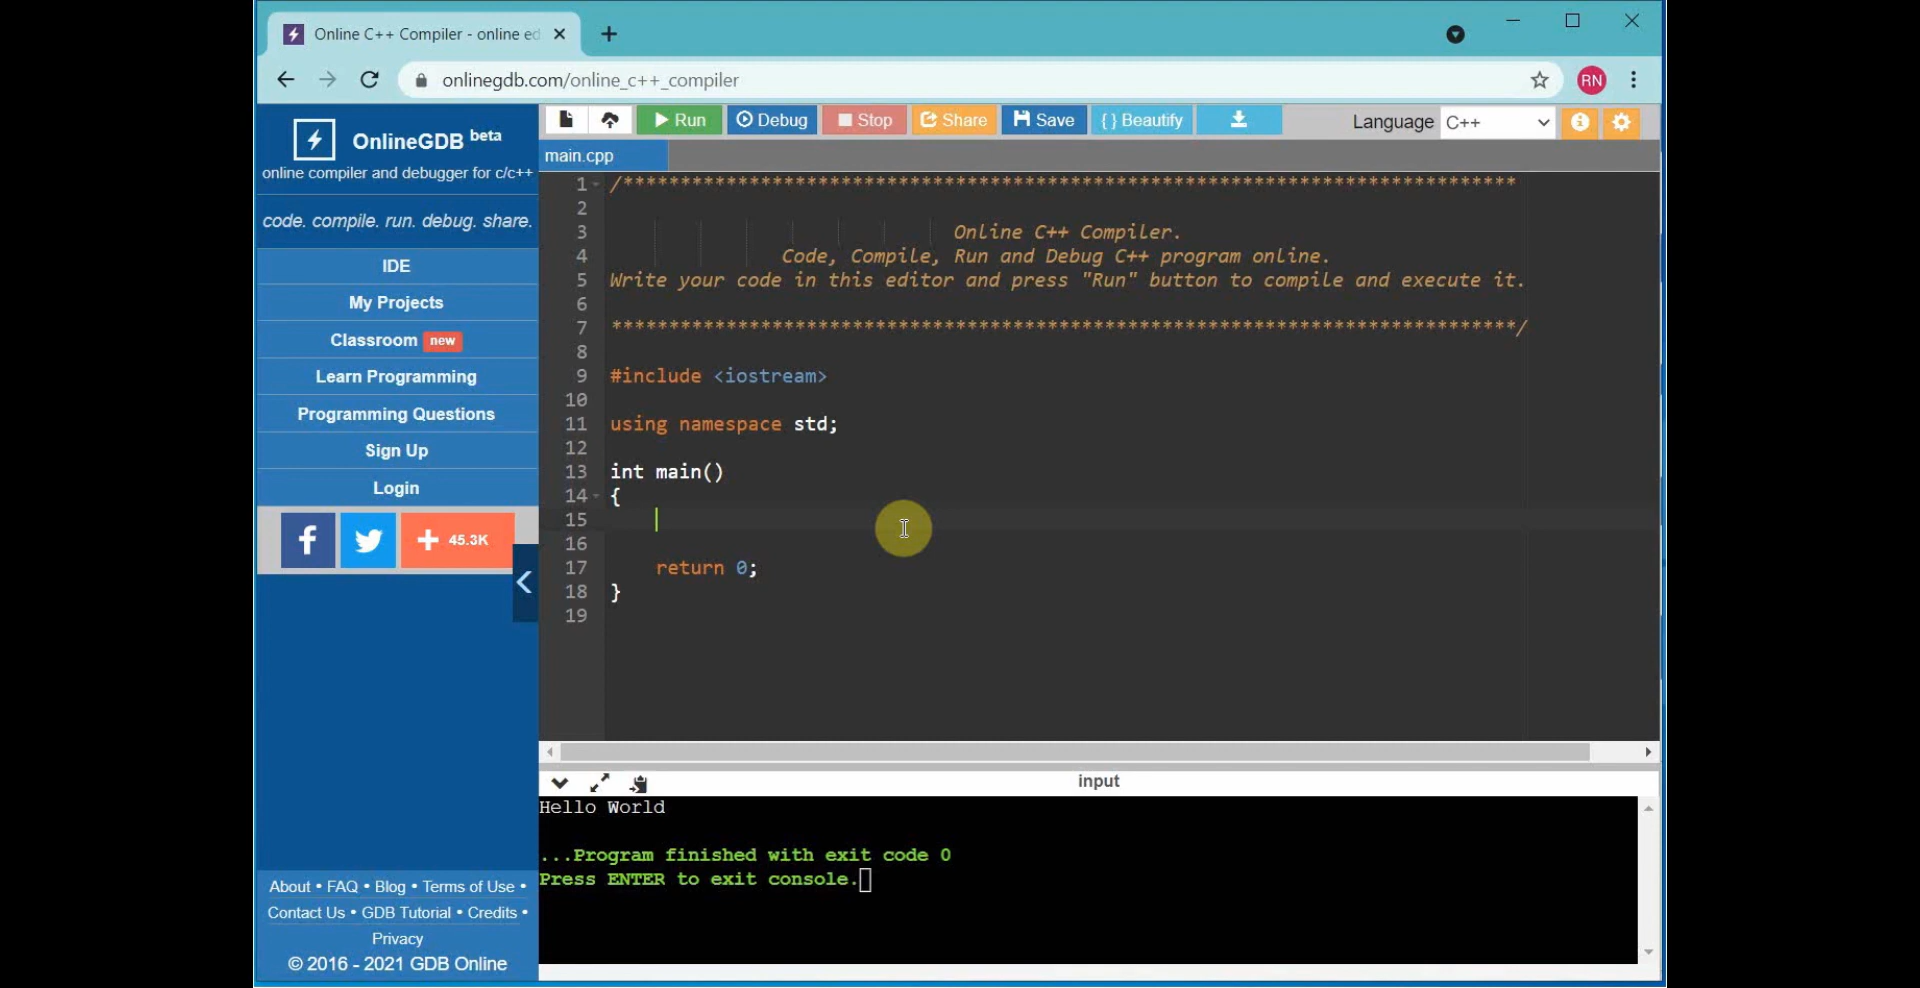 Online C++ Compiler - online ed
onlinegdb.com/online_c++_compiler
RN
OnlineGDB beta
online compiler and debugger for c/c++
code. compile. run. debug. share.
IDE
My Projects
Classroom new
Learn Programming
Programming Questions
Sign Up
Login
f
+ 45.3K
About • FAQ • Blog • Terms of Use •
Contact Us • GDB Tutorial • Credits •
Privacy
© 2016 - 2021 GDB Online
Run Debug Stop Share Save { } Beautify Language C++
main.cpp
1 /******************************************************************************
2
3 Online C++ Compiler.
4 Code, Compile, Run and Debug C++ program online.
5 Write your code in this editor and press "Run" button to compile and execute it.
6
7 *******************************************************************************/
8
9 #include <iostream>
10
11 using namespace std;
12
13 int main()
14 {
15
16
17 return 0;
18 }
19
input
Hello World
...Program finished with exit code 0
Press ENTER to exit console.